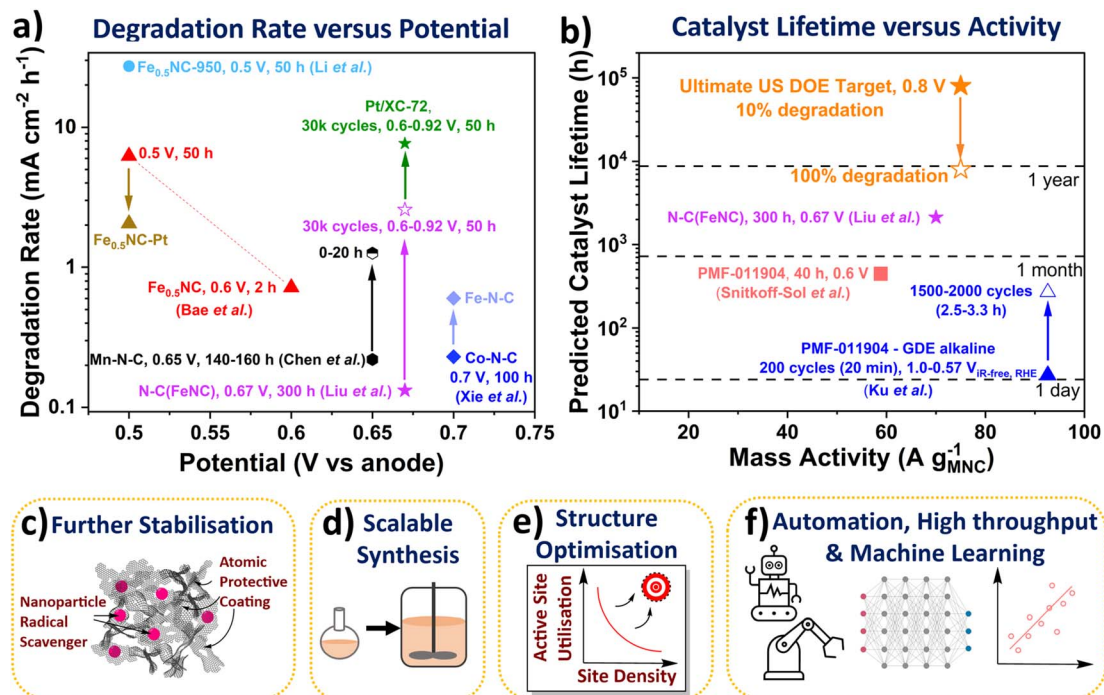 a)
Degradation Rate versus Potential
Degradation Rate (mA cm⁻² h⁻¹)
10
1
0.1
Fe₀.₅NC-950, 0.5 V, 50 h (Li et al.)
Pt/XC-72,
30k cycles, 0.6-0.92 V, 50 h
0.5 V, 50 h
Fe₀.₅NC-Pt
30k cycles, 0.6-0.92 V, 50 h
0-20 h
Fe₀.₅NC, 0.6 V, 2 h
(Bae et al.)
Fe-N-C
Mn-N-C, 0.65 V, 140-160 h (Chen et al.)
Co-N-C
0.7 V, 100 h
(Xie et al.)
N-C(FeNC), 0.67 V, 300 h (Liu et al.)
0.5 0.55 0.6 0.65 0.7 0.75
Potential (V vs anode)
b)
Catalyst Lifetime versus Activity
Predicted Catalyst Lifetime (h)
10⁵
10⁴
10³
10²
10¹
Ultimate US DOE Target, 0.8 V
10% degradation
100% degradation
1 year
N-C(FeNC), 300 h, 0.67 V (Liu et al.)
1 month
PMF-011904, 40 h, 0.6 V
(Snitkoff-Sol et al.)
1500-2000 cycles
(2.5-3.3 h)
PMF-011904 - GDE alkaline
200 cycles (20 min), 1.0-0.57 V iR-free, RHE
(Ku et al.)
1 day
20 40 60 80 100
Mass Activity (A g⁻¹MNC)
c) Further Stabilisation
Atomic
Protective
Coating
Nanoparticle
Radical
Scavenger
d) Scalable
Synthesis
e) Structure
Optimisation
Active Site
Utilisation
Site Density
f) Automation, High throughput
& Machine Learning